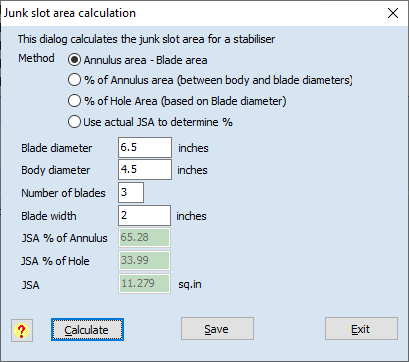 Junk slot area calculation
This dialog calculates the junk slot area for a stabiliser
Method Annulus area - Blade area
% of Annulus area (between body and blade diameters)
% of Hole Area (based on Blade diameter)
Use actual JSA to determine %
Blade diameter 6.5 inches
Body diameter 4.5 inches
Number of blades 3
Blade width 2 inches
JSA % of Annulus 65.28
JSA % of Hole 33.99
JSA 11.279 sq.in
? Calculate Save Exit